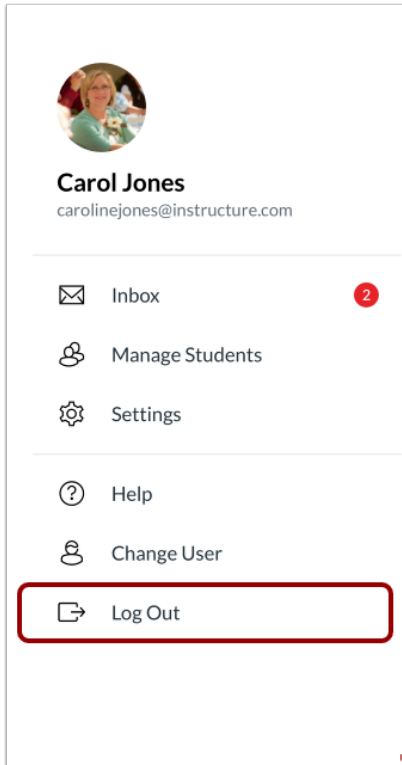 Carol Jones
carolinejones@instructure.com
Inbox
2
Manage Students
Settings
Help
Change User
Log Out